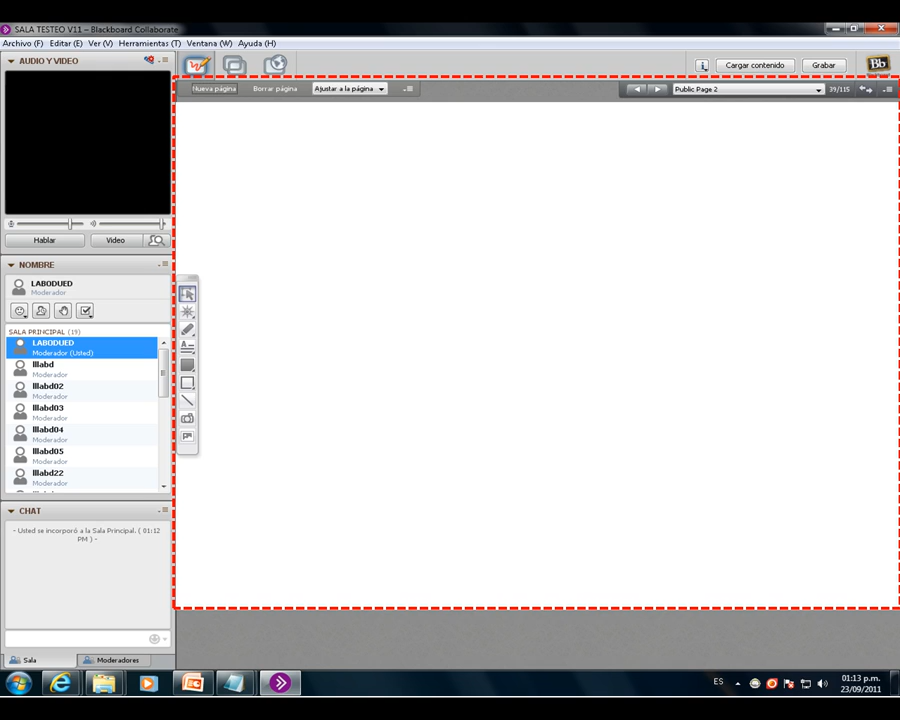 SALA TESTEO V11 – Blackboard Collaborate
Archivo (F) Editar (E) Ver (V) Herramientas (T) Ventana (W) Ayuda (H)
AUDIO Y VIDEO
Cargar contenido
Grabar
Bb
Nueva página
Borrar página
Ajustar a la página
Public Page 2
39/115
Hablar
Video
NOMBRE
LABODUED
Moderador
SALA PRINCIPAL (19)
LABODUED
Moderador (Usted)
lllabd
Moderador
lllabd02
Moderador
lllabd03
Moderador
lllabd04
Moderador
lllabd05
Moderador
lllabd22
Moderador
CHAT
- Usted se incorporó a la Sala Principal. ( 01:12
PM ) -
Sala
Moderadores
ES
01:13 p.m.
23/09/2011